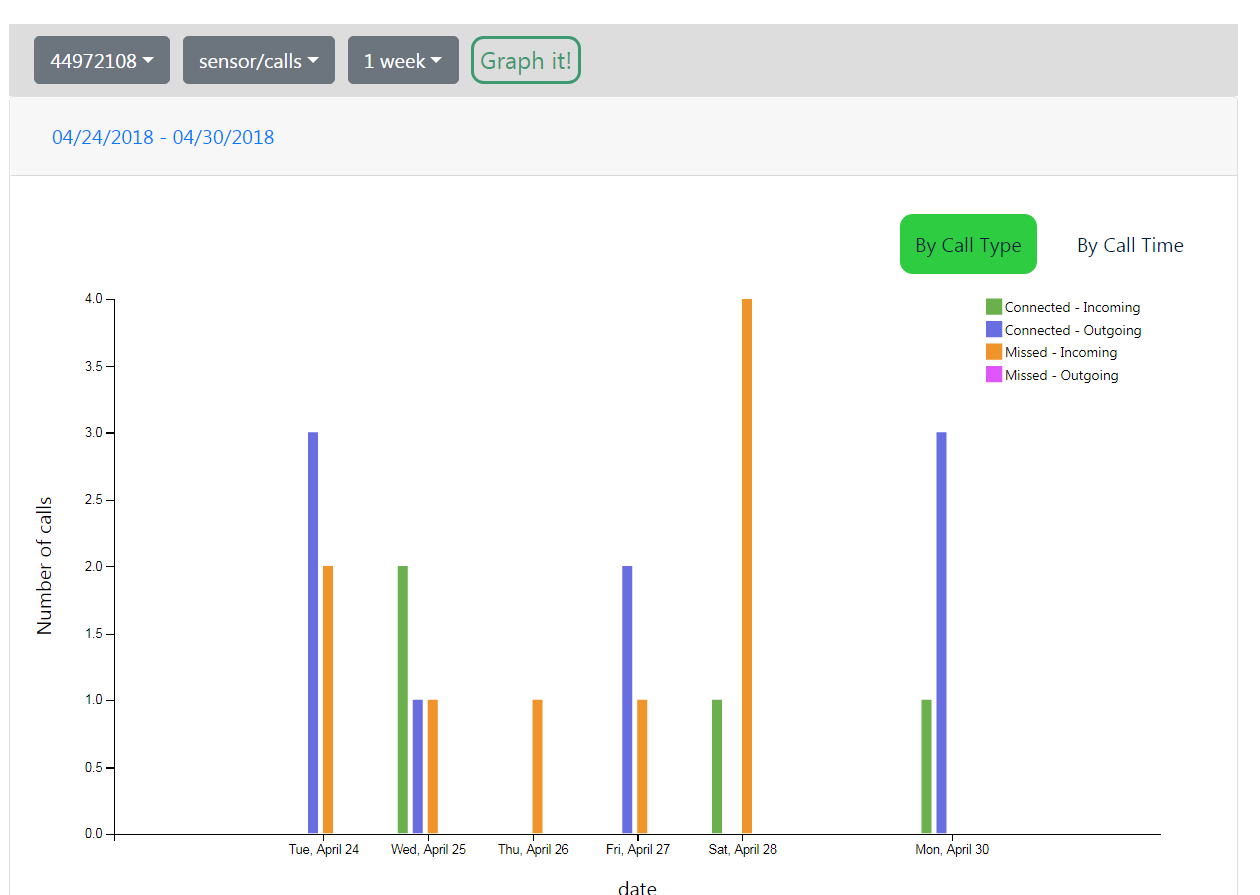 44972108 sensor/calls 1 week Graph it!
04/24/2018 - 04/30/2018
By Call Type By Call Time
Connected - Incoming
Connected - Outgoing
Missed - Incoming
Missed - Outgoing
Number of calls
4.0
3.5
3.0
2.5
2.0
1.5
1.0
0.5
0.0
Tue, April 24 Wed, April 25 Thu, April 26 Fri, April 27 Sat, April 28 Mon, April 30
date